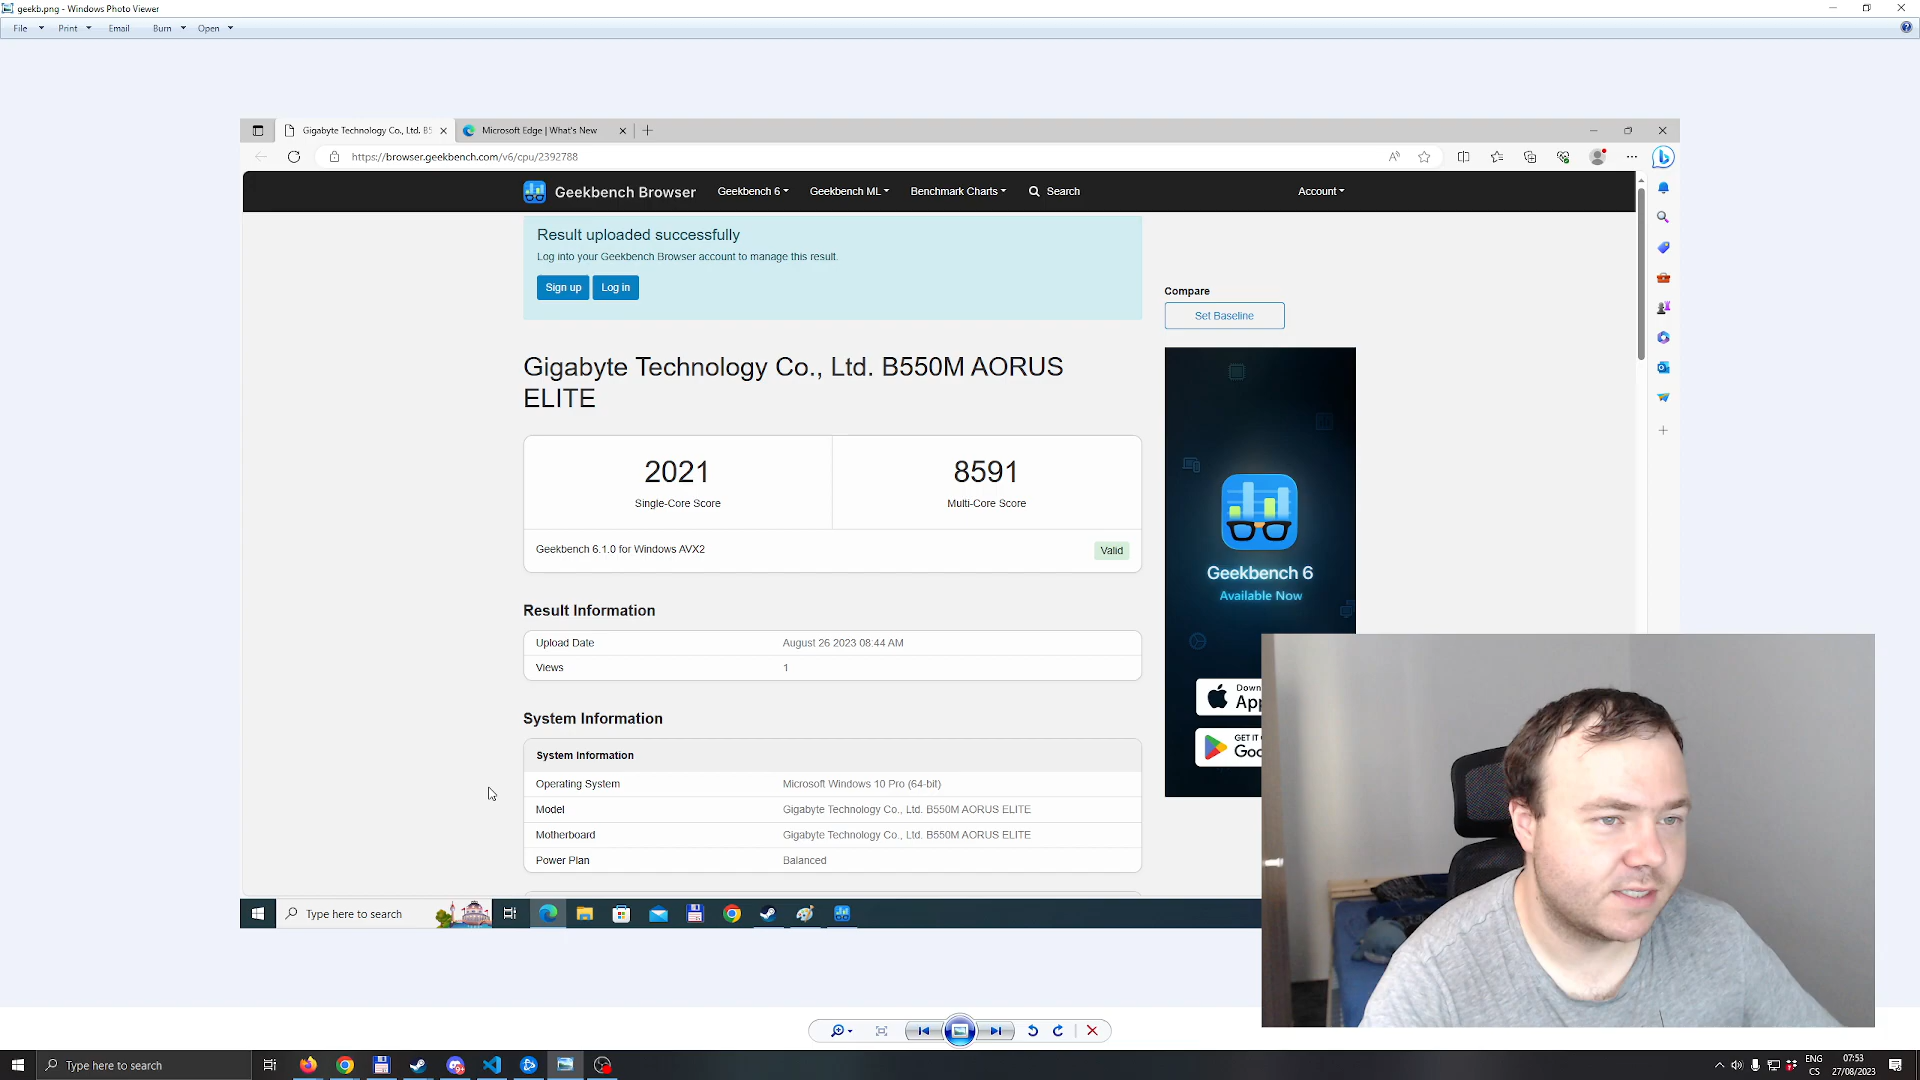 geekb.png - Windows Photo Viewer
File Print Email Burn Open
Gigabyte Technology Co., Ltd. B5
Microsoft Edge | What's New
https://browser.geekbench.com/v6/cpu/2392788
Geekbench Browser Geekbench 6 Geekbench ML Benchmark Charts Search Account
Result uploaded successfully
Log into your Geekbench Browser account to manage this result.
Sign up Log in
Compare
Set Baseline
Gigabyte Technology Co., Ltd. B550M AORUS
ELITE
2021 8591
Single-Core Score Multi-Core Score
Geekbench 6.1.0 for Windows AVX2 Valid
Geekbench 6
Available Now
Result Information
Upload Date August 26 2023 08:44 AM
Views 1
Down
App
GET IT
Goo
System Information
System Information
Operating System Microsoft Windows 10 Pro (64-bit)
Model Gigabyte Technology Co., Ltd. B550M AORUS ELITE
Motherboard Gigabyte Technology Co., Ltd. B550M AORUS ELITE
Power Plan Balanced
Type here to search
Type here to search
ENG 07:53
CS 27/08/2023